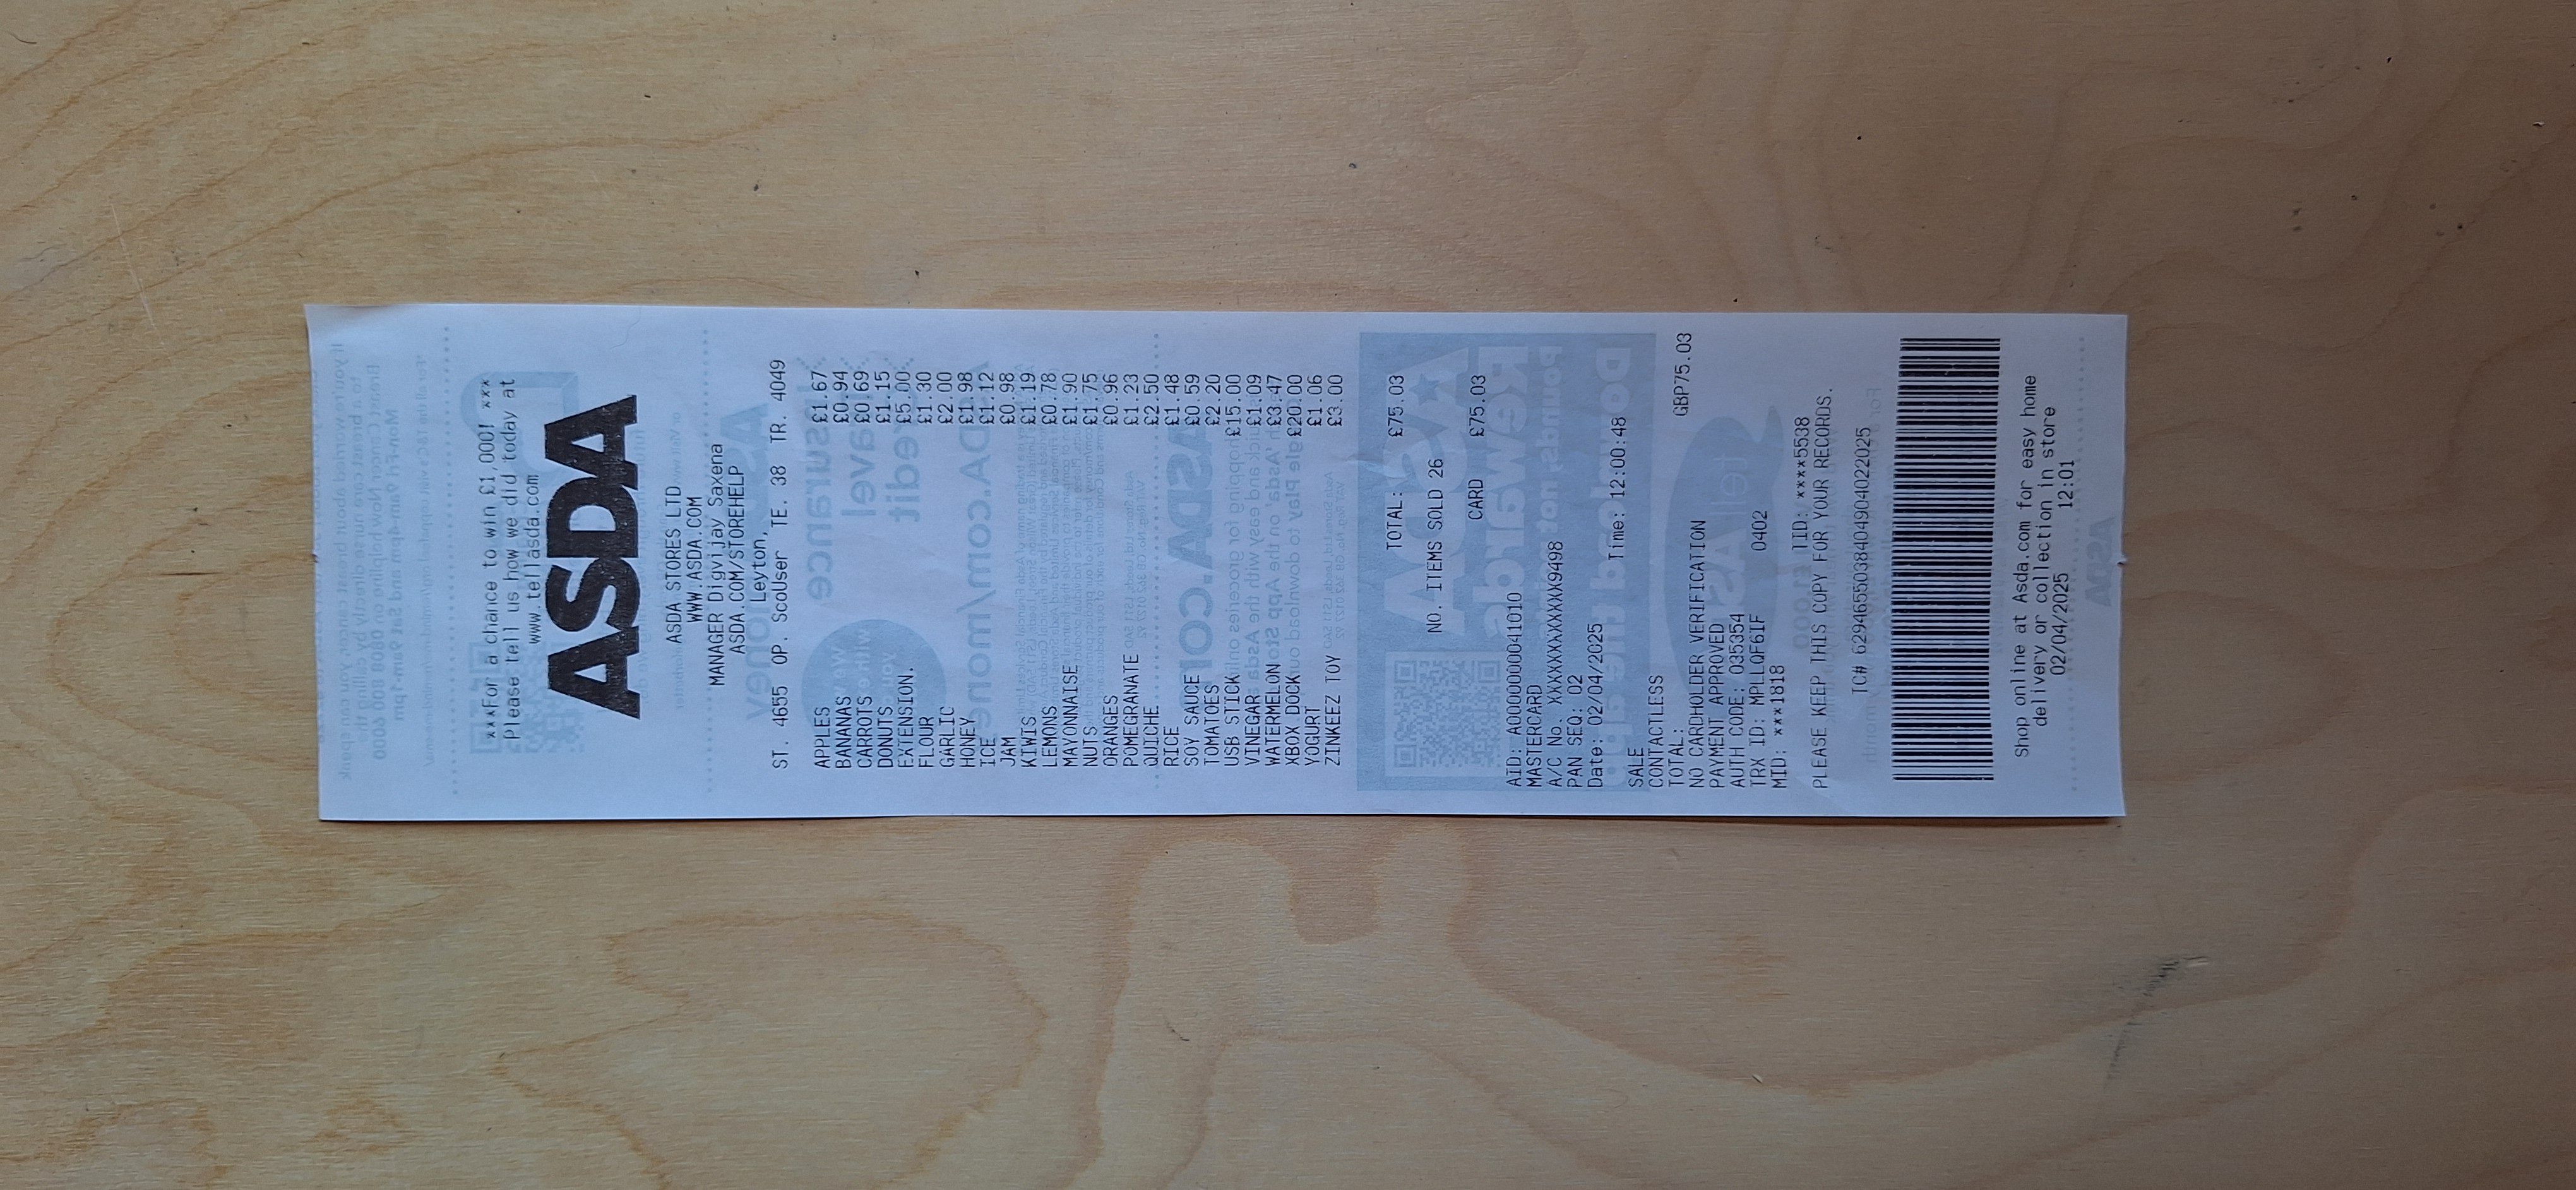 ***For a chance to win £1,000! ***
Please tell us how we did today at
www.tellasda.com
ASDA
ASDA STORES LTD
WWW.ASDA.COM
MANAGER Digvijay Saxena
ASDA.COM/STOREHELP
Leyton,
ST. 4655 OP. ScoUser TE. 38 TR. 4049
APPLES £1.67
BANANAS £0.94
CARROTS £0.69
DONUTS £1.15
EXTENSION. £5.00
FLOUR £1.30
GARLIC £2.00
HONEY £1.98
ICE £1.12
JAM £0.98
KIWIS £1.19
LEMONS £0.78
MAYONNAISE £1.90
NUTS £1.75
ORANGES £0.96
POMEGRANATE £1.23
QUICHE £2.50
RICE £1.48
SOY SAUCE £0.59
TOMATOES £2.20
USB STICK £15.00
VINEGAR £1.09
WATERMELON £3.47
XBOX DOCK £20.00
YOGURT £1.06
ZINKEEZ TOY £3.00
TOTAL: £75.03
NO. ITEMS SOLD 26
CARD £75.03
AID: A0000000041010
MASTERCARD
A/C No. XXXXXXXXXXXX9498
PAN SEQ: 02
Date: 02/04/2025
Time: 12:00:48
SALE
CONTACTLESS
TOTAL: GBP75.03
NO CARDHOLDER VERIFICATION
PAYMENT APPROVED
AUTH CODE: 035354
TRX ID: MPLLQF6IF 0402
MID: ***1818
TID: ****5538
PLEASE KEEP THIS COPY FOR YOUR RECORDS.
TC# 6294655038404904022025
Shop online at Asda.com for easy home
delivery or collection in store
02/04/2025 12:01